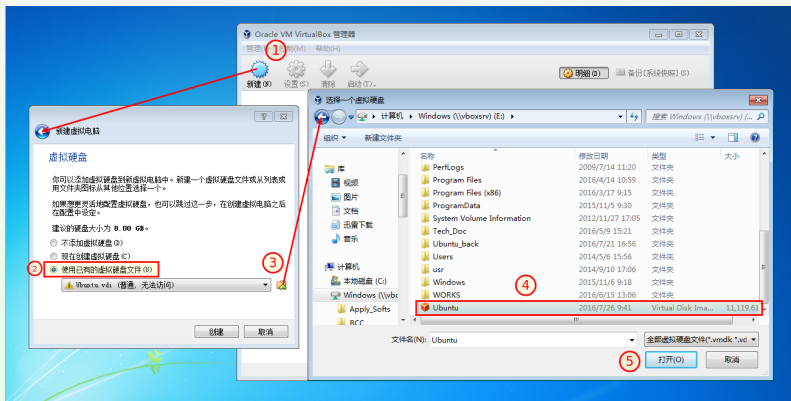 Oracle VM VirtualBox 管理器
帮助(H)
1
新建(N)
设置(S)
清除
启动(T)
明细(D)
备份[系统快照](S)
新建虚拟电脑
虚拟硬盘
你可以添加虚拟硬盘到新虚拟电脑中。新建一个虚拟硬盘文件或从列表或
用文件夹图标从其他位置选择一个。
如果想更灵活地配置虚拟硬盘，也可以跳过这一步，在创建虚拟电脑之后
在配置中设定。
建议的硬盘大小为 8.00 GB。
不添加虚拟硬盘(D)
现在创建虚拟硬盘(C)
2
使用已有的虚拟硬盘文件(U)
Ubuntu vdi (普通，无法访问)
3
创建
取消
选择一个虚拟硬盘
计算机
Windows (\\vboxsrv) (E:)
搜索 Windows (\\vboxsrv) (...
组织
新建文件夹
库
视频
图片
文档
迅雷下载
音乐
计算机
本地磁盘 (C:)
Windows (\\vbc
Apply_Softs
BCC
名称 修改日期 类型 大小
PerfLogs 2009/7/14 11:20 文件夹
Program Files 2016/4/14 10:59 文件夹
Program Files (x86) 2016/3/17 9:15 文件夹
ProgramData 2015/11/5 9:30 文件夹
System Volume Information 2012/11/27 17:05 文件夹
Tech_Doc 2016/5/9 15:21 文件夹
Ubuntu_back 2016/7/21 16:56 文件夹
Users 2014/5/6 15:56 文件夹
usr 2014/9/10 17:06 文件夹
Windows 2015/11/6 9:18 文件夹
WORKS 2016/6/15 13:06 文件夹
4
Ubuntu 2016/7/26 9:41 Virtual Disk Ima... 11,119,61
文件名(N): Ubuntu
全部虚拟硬盘文件(*.vmdk *.vd
5
打开(O)
取消